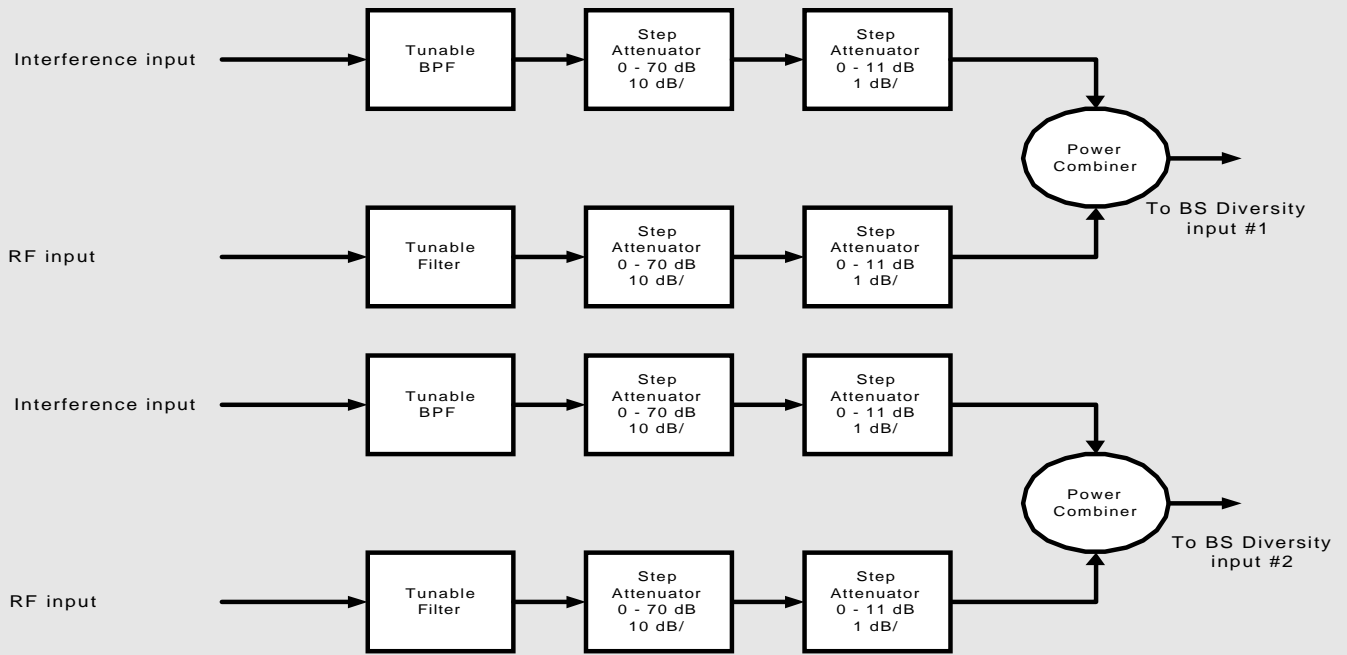 Interference input
Tunable
BPF
Step
Attenuator
0 - 70 dB
10 dB/
Step
Attenuator
0 - 11 dB
1 dB/
Power
Combiner
To BS Diversity
input #1
RF input
Tunable
Filter
Step
Attenuator
0 - 70 dB
10 dB/
Step
Attenuator
0 - 11 dB
1 dB/
Interference input
Tunable
BPF
Step
Attenuator
0 - 70 dB
10 dB/
Step
Attenuator
0 - 11 dB
1 dB/
Power
Combiner
To BS Diversity
input #2
RF input
Tunable
Filter
Step
Attenuator
0 - 70 dB
10 dB/
Step
Attenuator
0 - 11 dB
1 dB/